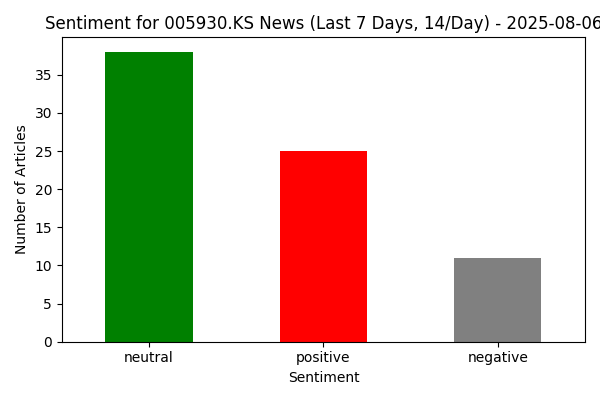 Sentiment for 005930.KS News (Last 7 Days, 14/Day) - 2025-08-06
Number of Articles
35
30
25
20
15
10
5
0
neutral positive negative
Sentiment